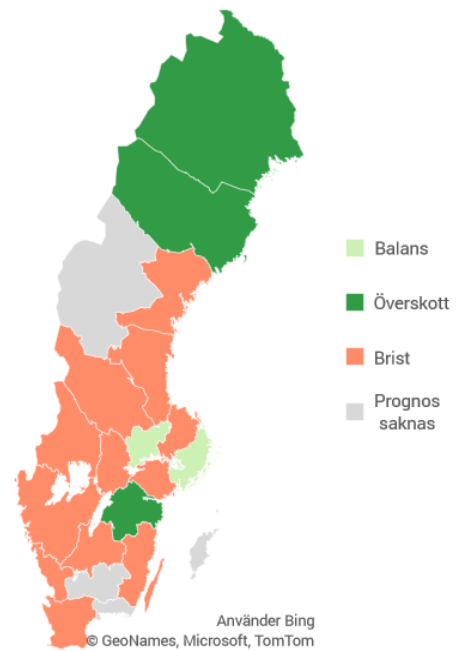 Balans
Överskott
Brist
Prognos
saknas
Använder Bing
© GeoNames, Microsoft, TomTom